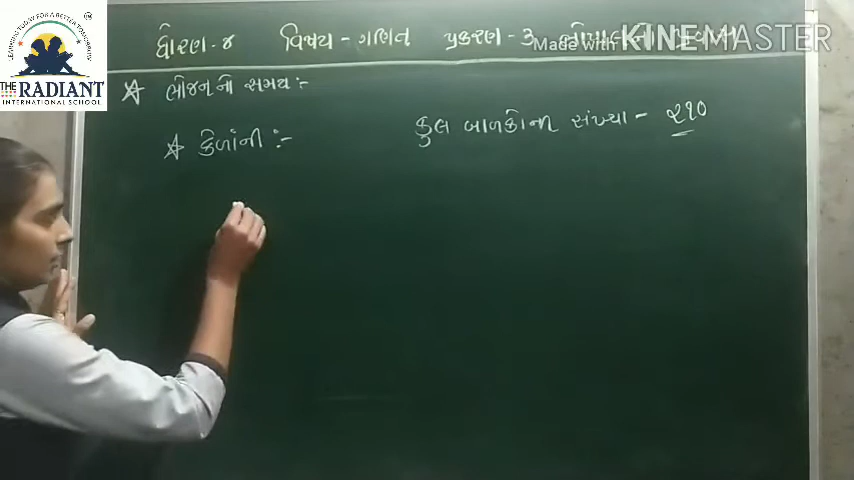 LEARNING TODAY FOR A BETTER TOMORROW
THE RADIANT
INTERNATIONAL SCHOOL
ધોરણ-૪ વિષય - ગણિત પ્રકરણ - ૩
Made with KINEMASTER
ભોજનનો સમય :-
કેળાંની :-
કુલ બાળકોની સંખ્યા - ૨૧૦